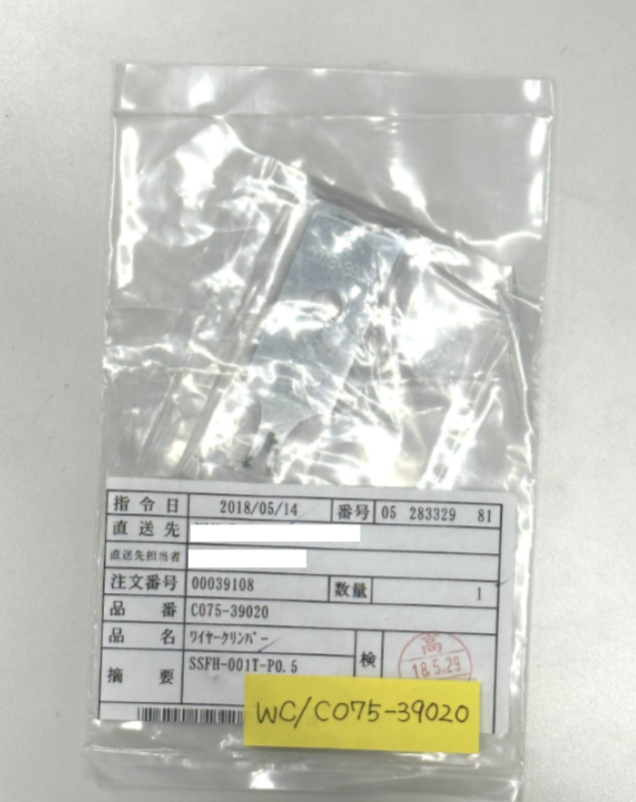 指令日 2018/05/14 番号 05 283329 81
直送先
直送先担当者
注文番号 00039108 数量 1
品番 C075-39020
品名 ワイヤークリンパー 検 高
摘要 SSFH-001T-P0.5 18.5.29
WC/C075-39020